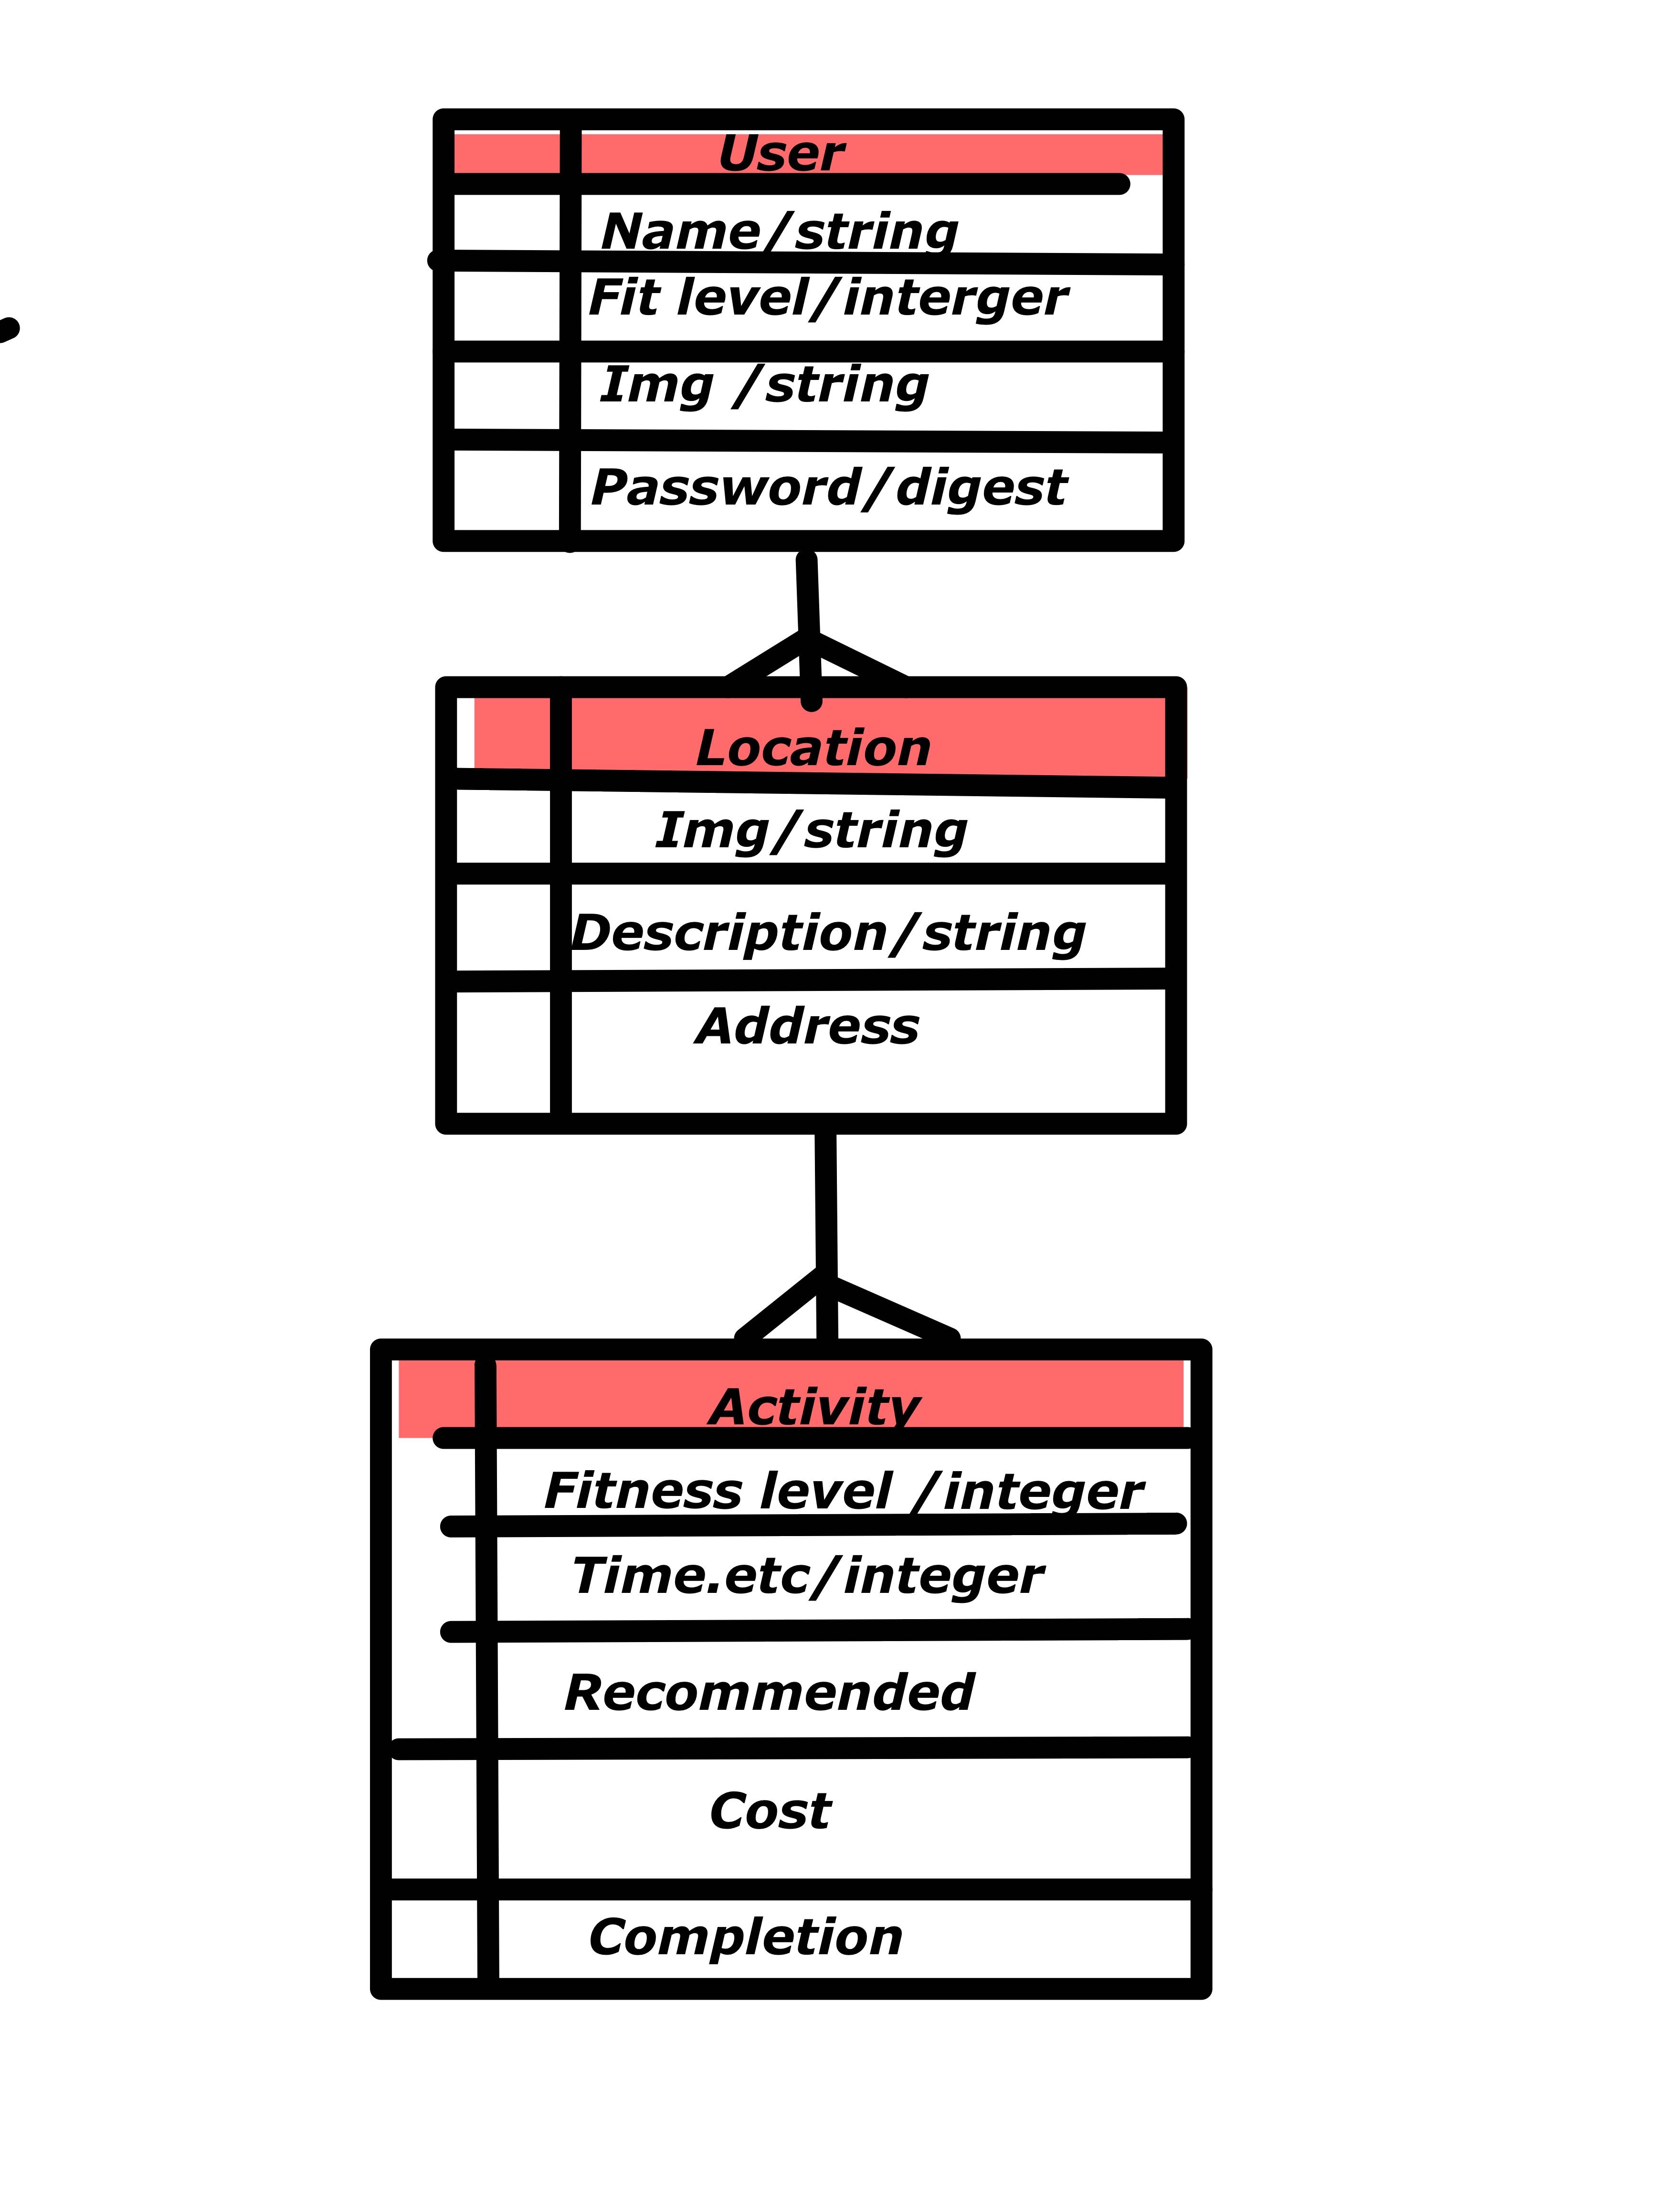 User
Name/string
Fit level/interger
Img /string
Password/digest
Location
Img/string
Description/string
Address
Activity
Fitness level /integer
Time.etc/integer
Recommended
Cost
Completion